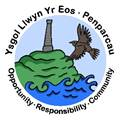 Ysgol Llwyn Yr Eos · Penparcau
Opportunity · Responsibility · Community